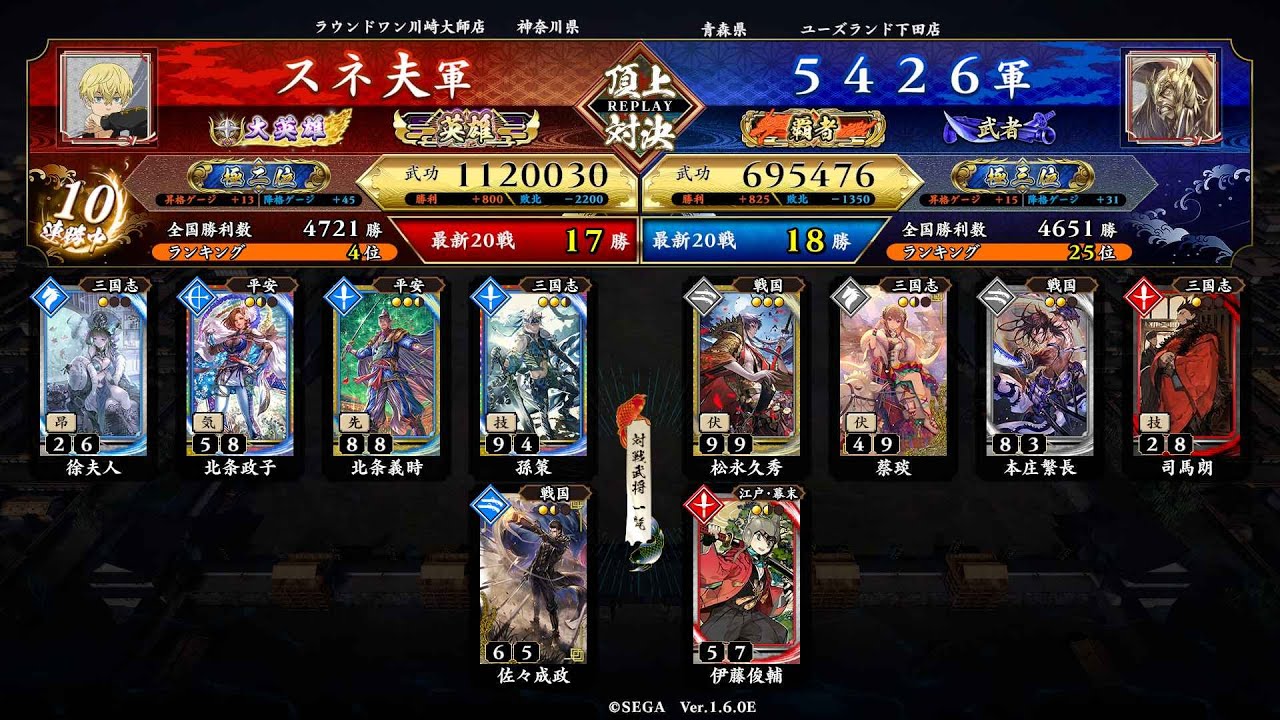 ラウンドワン川崎大師店 神奈川県 青森県 ユーズランド下田店
スネ夫軍
頂上
REPLAY
対決
5426軍
大英雄 英雄
覇者 武者
極二位
昇格ゲージ +13 降格ゲージ +45
武功 1120030
勝利 +800 敗北 -2200
武功 695476
勝利 +825 敗北 -1350
極三位
昇格ゲージ +15 降格ゲージ +31
10
連勝中
全国勝利数 4721勝
ランキング 4位
最新20戦 17勝
最新20戦 18勝
全国勝利数 4651勝
ランキング 25位
三国志 平安 平安 三国志 戦国 三国志 戦国 三国志
昂 気 先 技 伏 伏 技
2 6 5 8 8 8 9 4 9 9 4 9 8 3 2 8
徐夫人 北条政子 北条義時 孫策 松永久秀 蔡琰 本庄繁長 司馬朗
対戦武将一覧
戦国 江戸・幕末
6 5 5 7
佐々成政 伊藤俊輔
©SEGA Ver.1.6.0E